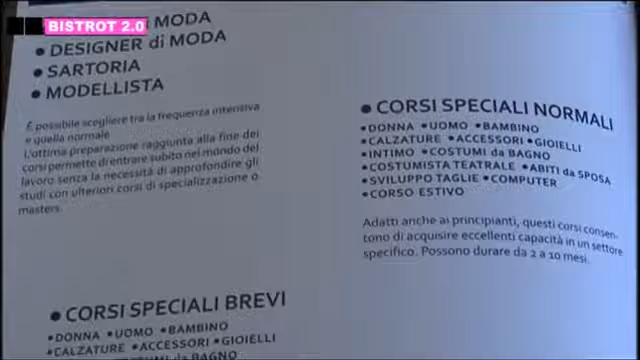 BISTROT 2.0
MODA
• DESIGNER di MODA
• SARTORIA
• MODELLISTA
È possibile scegliere tra la frequenza intensiva
e quella normale
L'ottima preparazione raggiunta alla fine dei
corsi permette di entrare subito nel mondo del
lavoro senza la necessità di approfondire gli
studi con ulteriori corsi di specializzazione o
masters.
• CORSI SPECIALI BREVI
•DONNA •UOMO •BAMBINO
•CALZATURE •ACCESSORI •GIOIELLI
da BAGNO
• CORSI SPECIALI NORMALI
•DONNA •UOMO •BAMBINO
•CALZATURE •ACCESSORI •GIOIELLI
•INTIMO •COSTUMI da BAGNO
•COSTUMISTA TEATRALE •ABITI da SPOSA
•SVILUPPO TAGLIE •COMPUTER
•CORSO ESTIVO
Adatti anche ai principianti, questi corsi consen-
tono di acquisire eccellenti capacità in un settore
specifico. Possono durare da 2 a 10 mesi.